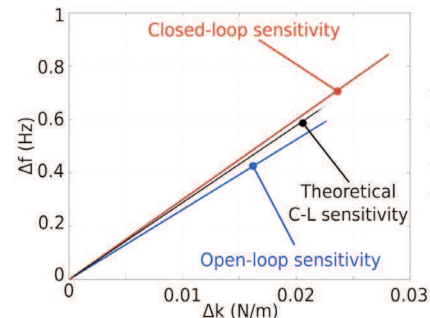 Closed-loop sensitivity
1
0.8
0.6
0.4
0.2
0
Δf (Hz)
Theoretical
C-L sensitivity
Open-loop sensitivity
0
0.01
0.02
0.03
Δk (N/m)